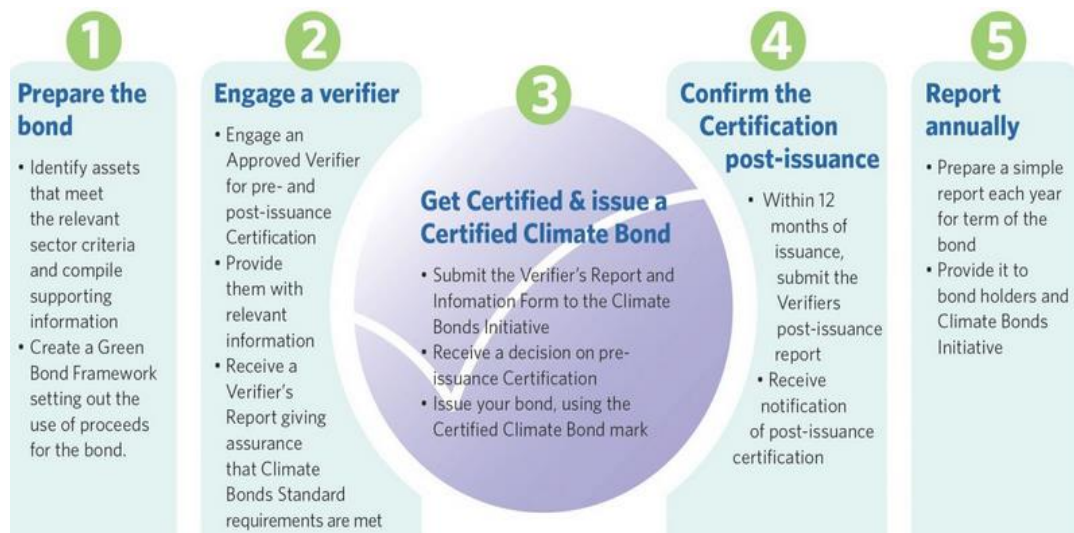 1
Prepare the
bond
• Identify assets
that meet
the relevant
sector criteria
and compile
supporting
information
• Create a Green
Bond Framework
setting out the
use of proceeds
for the bond.
2
Engage a verifier
• Engage an
Approved Verifier
for pre- and
post-issuance
Certification
• Provide
them with
relevant
information
• Receive a
Verifier’s
Report giving
assurance
that Climate
Bonds Standard
requirements are met
3
Get Certified & issue a
Certified Climate Bond
• Submit the Verifier’s Report and
Infomation Form to the Climate
Bonds Initiative
• Receive a decision on pre-
issuance Certification
• Issue your bond, using the
Certified Climate Bond mark
4
Confirm the
Certification
post-issuance
• Within 12
months of
issuance,
submit the
Verifiers
post-issuance
report
• Receive
notification
of post-issuance
certification
5
Report
annually
• Prepare a simple
report each year
for term of the
bond
• Provide it to
bond holders and
Climate Bonds
Initiative